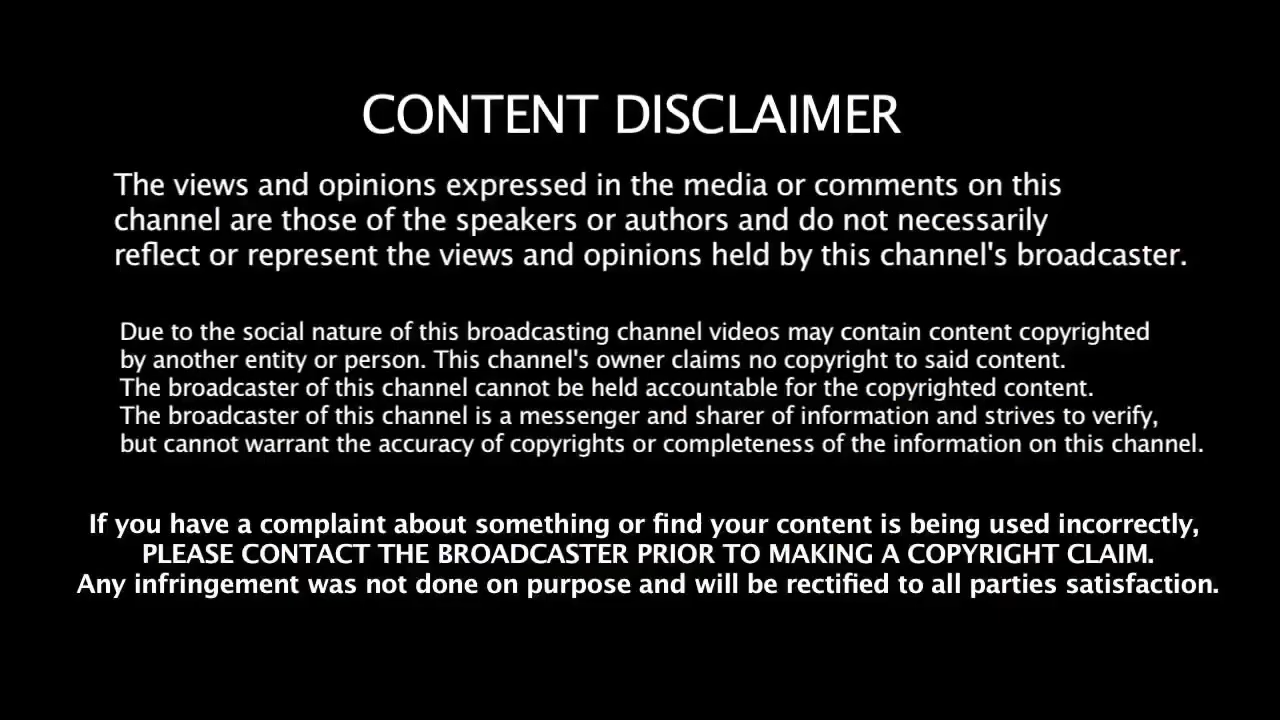 CONTENT DISCLAIMER
The views and opinions expressed in the media or comments on this
channel are those of the speakers or authors and do not necessarily
reflect or represent the views and opinions held by this channel's broadcaster.
Due to the social nature of this broadcasting channel videos may contain content copyrighted
by another entity or person. This channel's owner claims no copyright to said content.
The broadcaster of this channel cannot be held accountable for the copyrighted content.
The broadcaster of this channel is a messenger and sharer of information and strives to verify,
but cannot warrant the accuracy of copyrights or completeness of the information on this channel.
If you have a complaint about something or find your content is being used incorrectly,
PLEASE CONTACT THE BROADCASTER PRIOR TO MAKING A COPYRIGHT CLAIM.
Any infringement was not done on purpose and will be rectified to all parties satisfaction.